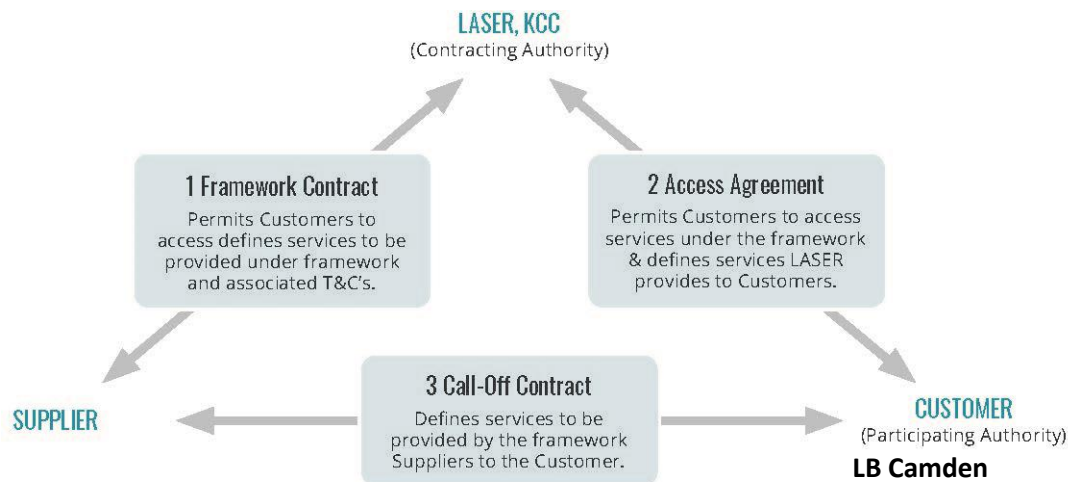 LASER, KCC
(Contracting Authority)
1 Framework Contract
Permits Customers to
access defines services to be
provided under framework
and associated T&C's.
2 Access Agreement
Permits Customers to access
services under the framework
& defines services LASER
provides to Customers.
3 Call-Off Contract
Defines services to be
provided by the framework
Suppliers to the Customer.
SUPPLIER
CUSTOMER
(Participating Authority)
LB Camden